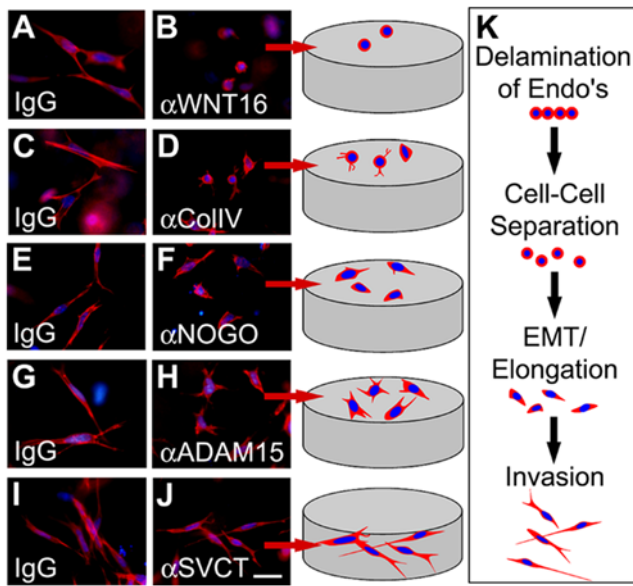 A
IgG
B
αWNT16
C
IgG
D
αColIV
E
IgG
F
αNOGO
G
IgG
H
αADAM15
I
IgG
J
αSVCT
K
Delamination
of Endo's
Cell-Cell
Separation
EMT/
Elongation
Invasion